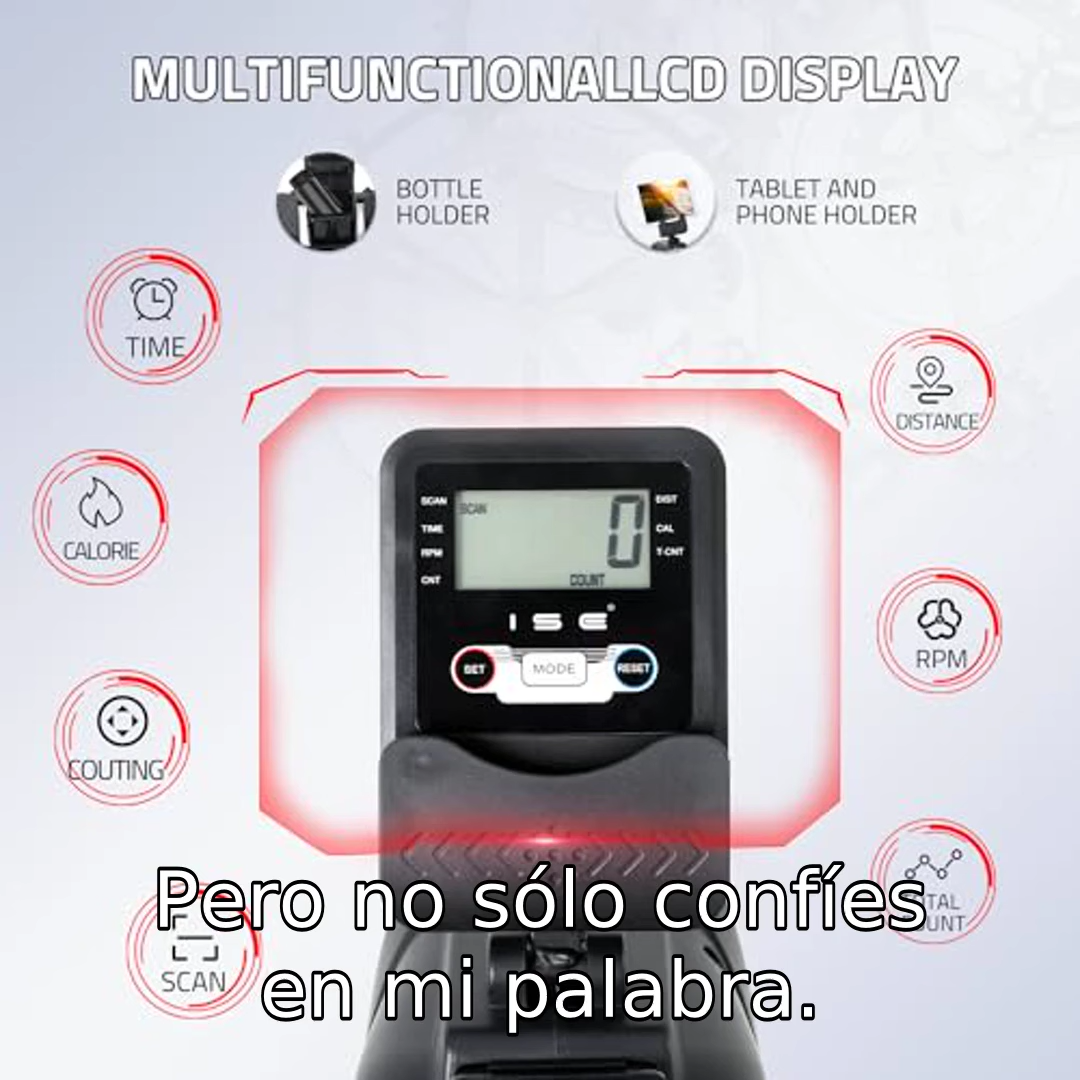 MULTIFUNCTIONALLCD DISPLAY
BOTTLE
HOLDER
TABLET AND
PHONE HOLDER
TIME
DISTANCE
CALORIE
SCAN
TIME
RPM
CNT
SCAN
0
COUNT
DIST
CAL
T-CNT
ISE
SET
MODE
RESET
RPM
COUTING
SCAN
Pero no sólo confíes
en mi palabra.